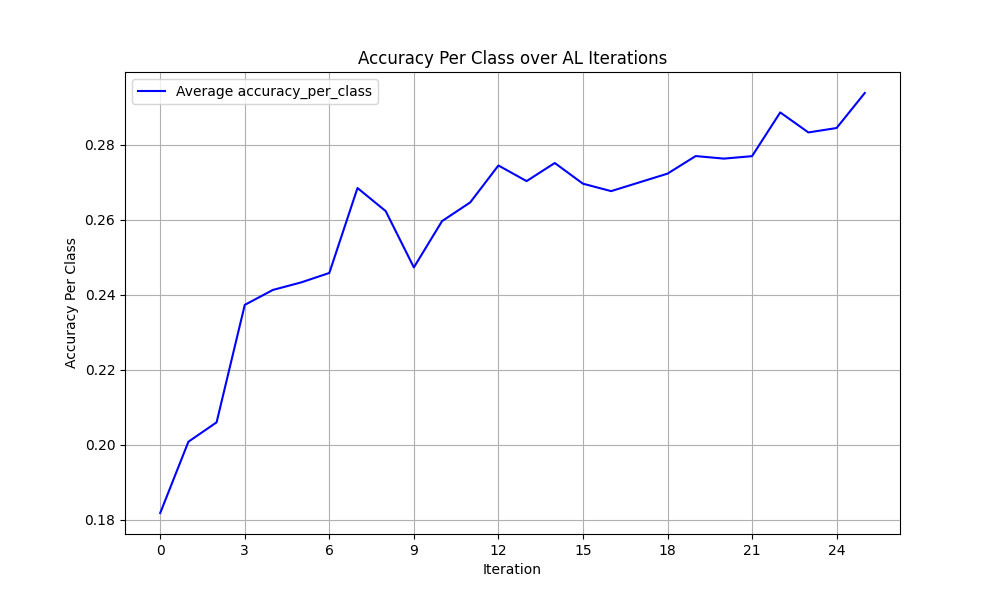 Accuracy Per Class over AL Iterations
Average accuracy_per_class
Accuracy Per Class
0.28
0.26
0.24
0.22
0.20
0.18
0 3 6 9 12 15 18 21 24
Iteration